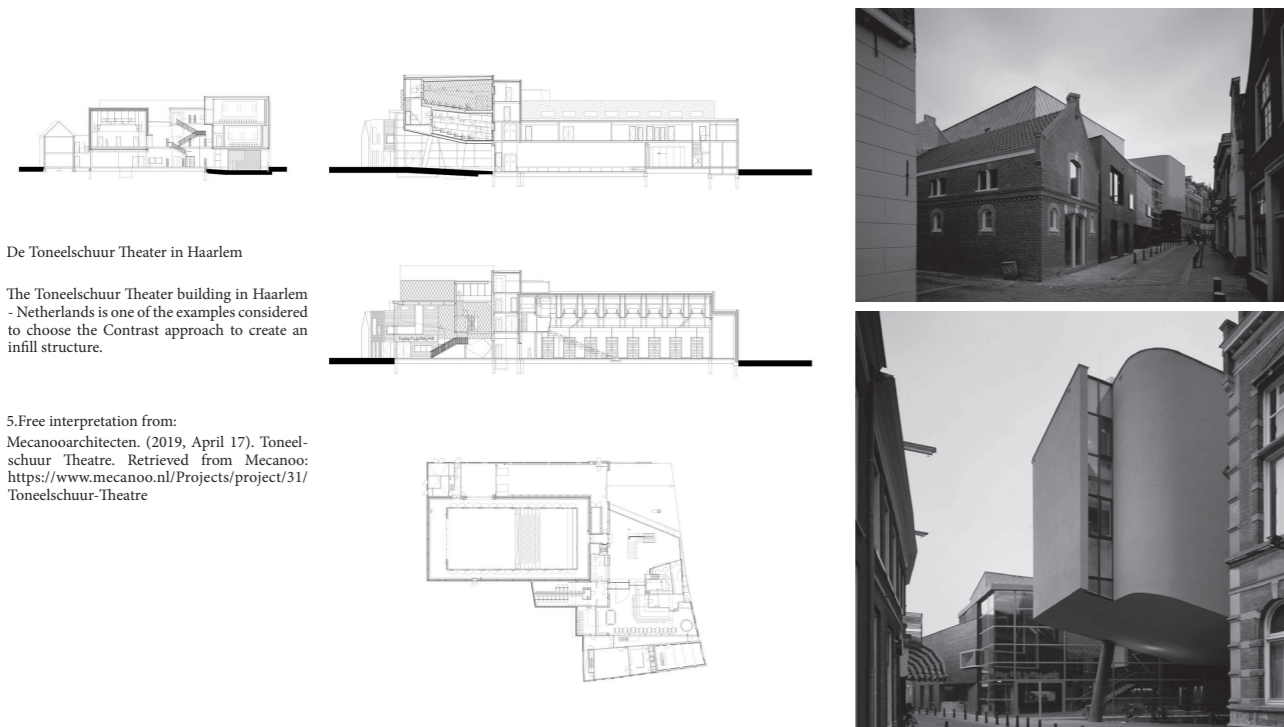 De Toneelschuur Theater in Haarlem
The Toneelschuur Theater building in Haarlem
- Netherlands is one of the examples considered
to choose the Contrast approach to create an
infill structure.
5.Free interpretation from:
Mecanooarchitecten. (2019, April 17). Toneel-
schuur Theatre. Retrieved from Mecanoo:
https://www.mecanoo.nl/Projects/project/31/
Toneelschuur-Theatre